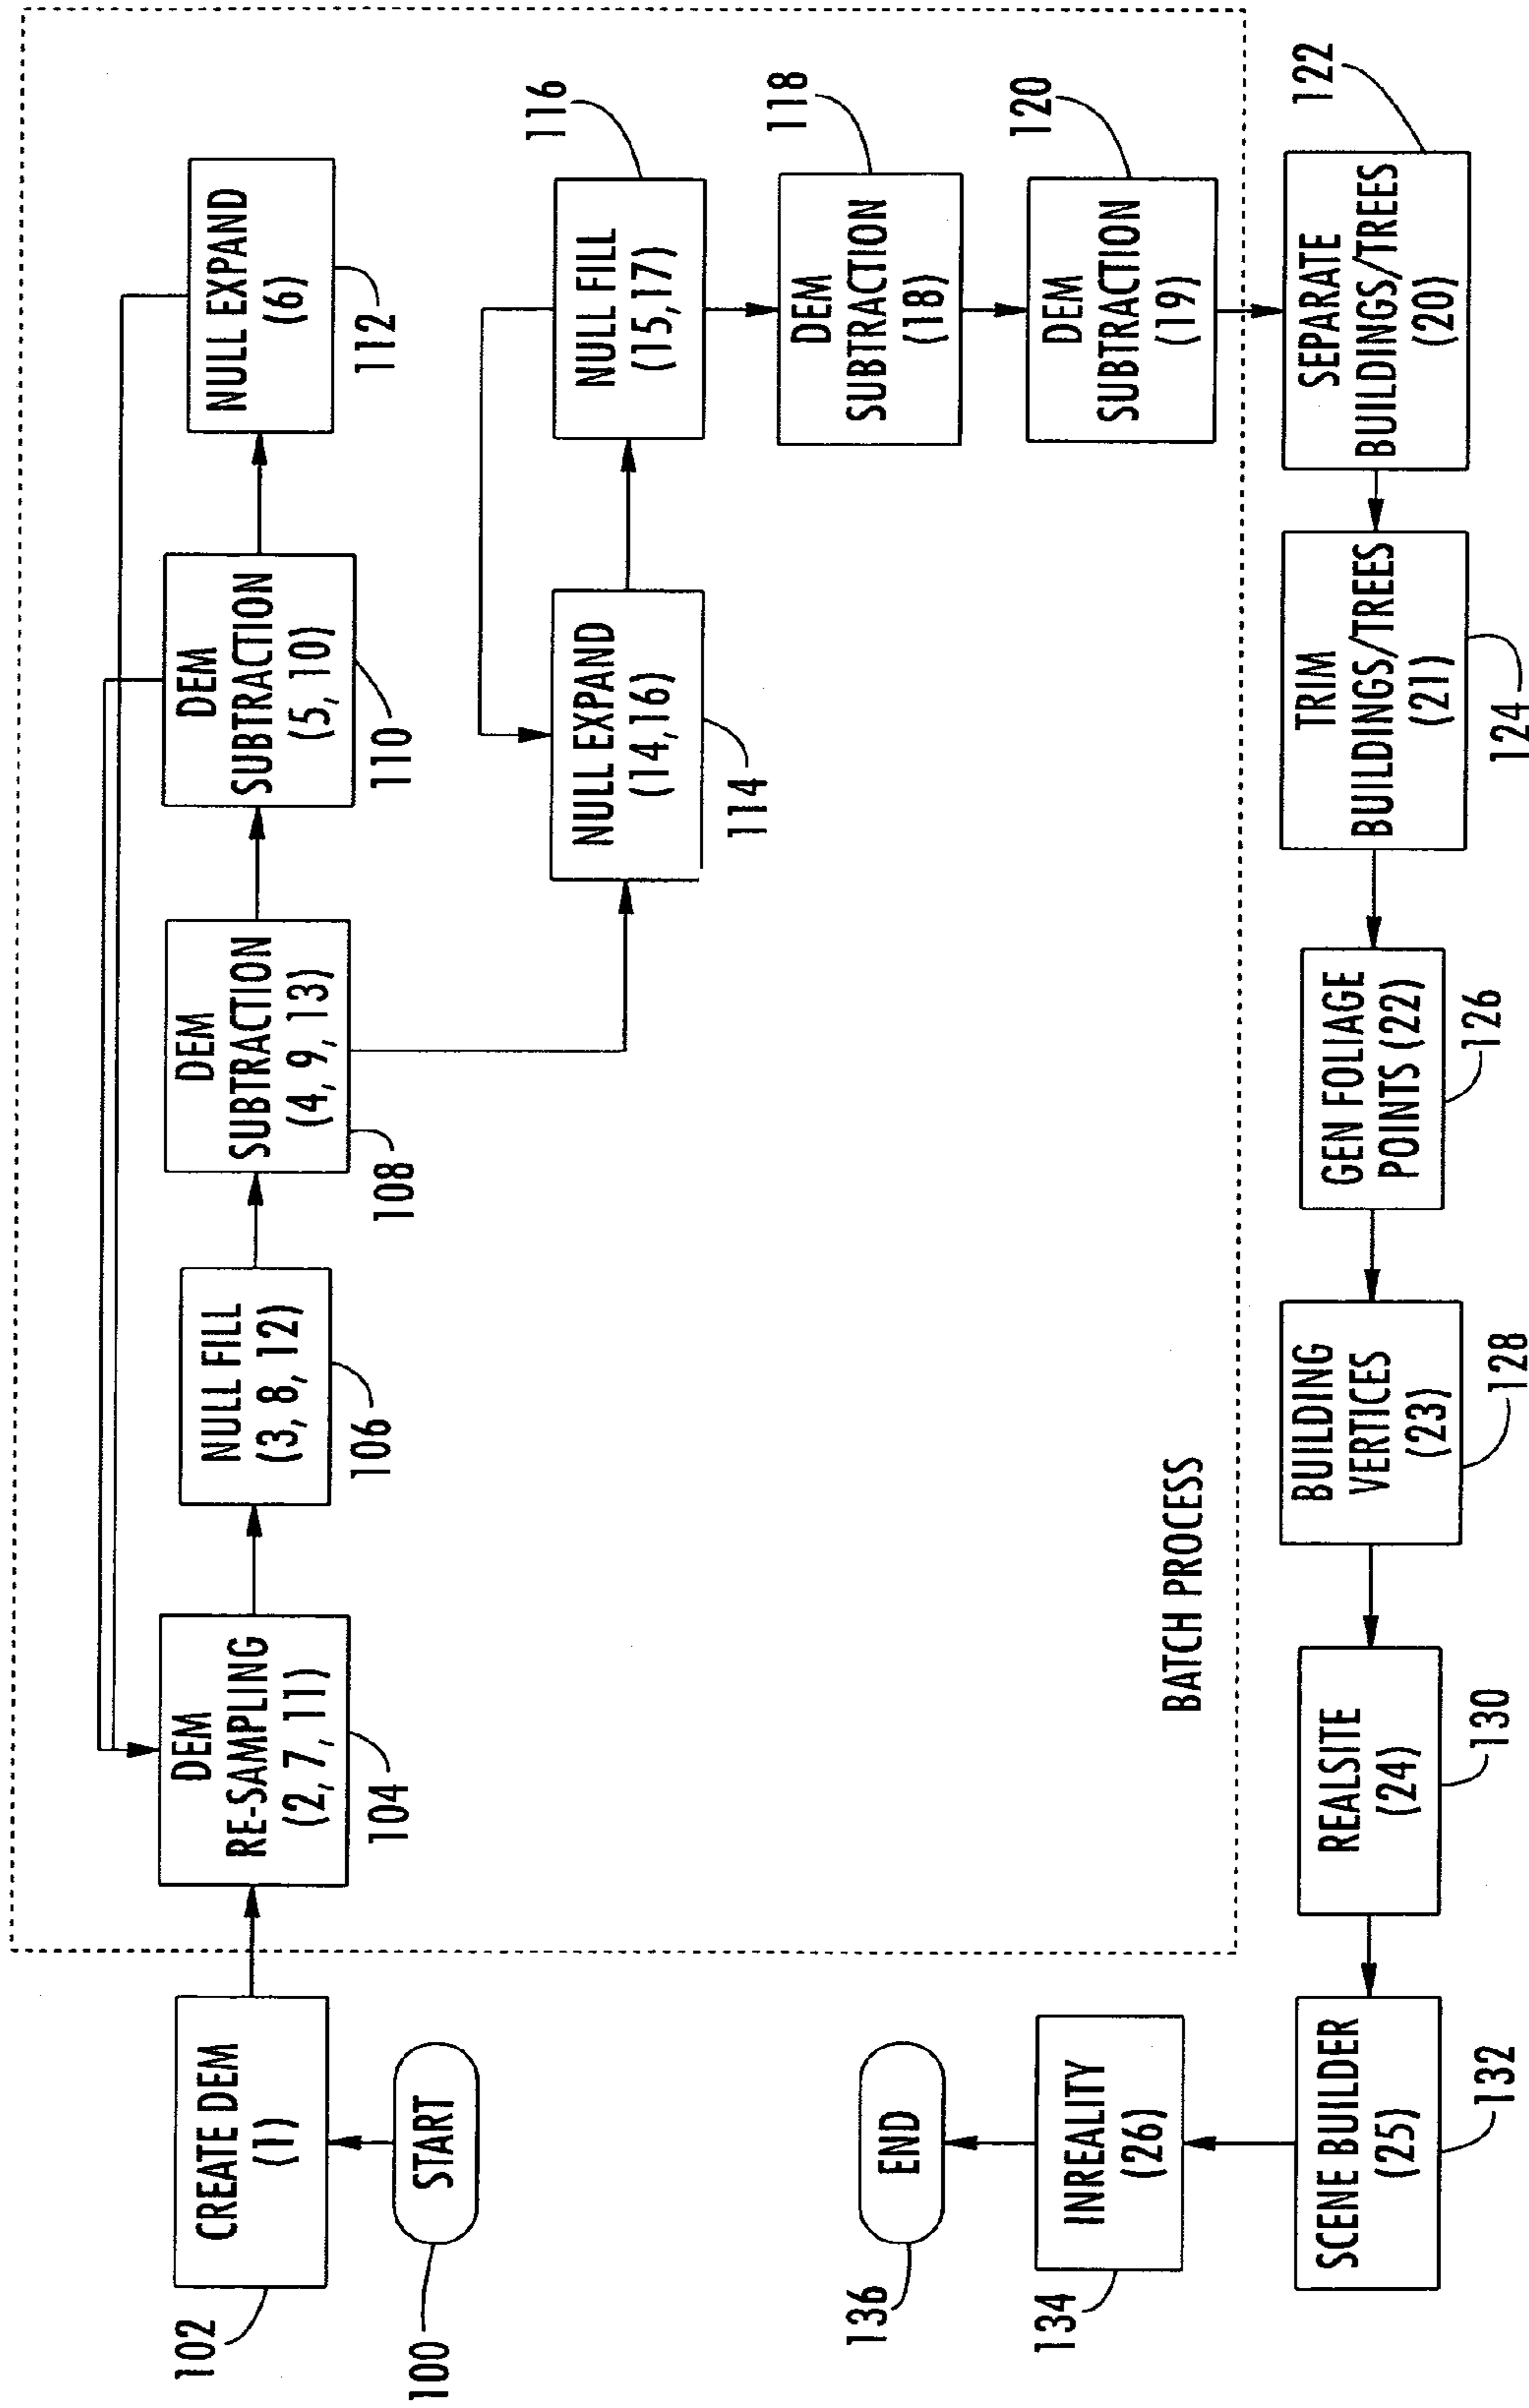 START
100
CREATE DEM
(1)
102
DEM
RE-SAMPLING
(2, 7, 11)
104
NULL FILL
(3, 8, 12)
106
DEM
SUBTRACTION
(4, 9, 13)
108
DEM
SUBTRACTION
(5, 10)
110
NULL EXPAND
(6)
112
NULL EXPAND
(14,16)
114
NULL FILL
(15,17)
116
DEM
SUBTRACTION
(18)
118
DEM
SUBTRACTION
(19)
120
BATCH PROCESS
SEPARATE
BUILDINGS/TREES
(20)
122
TRIM
BUILDINGS/TREES
(21)
124
GEN FOLIAGE
POINTS (22)
126
BUILDING
VERTICES
(23)
128
REALSITE
(24)
130
SCENE BUILDER
(25)
132
INREALITY
(26)
134
END
136